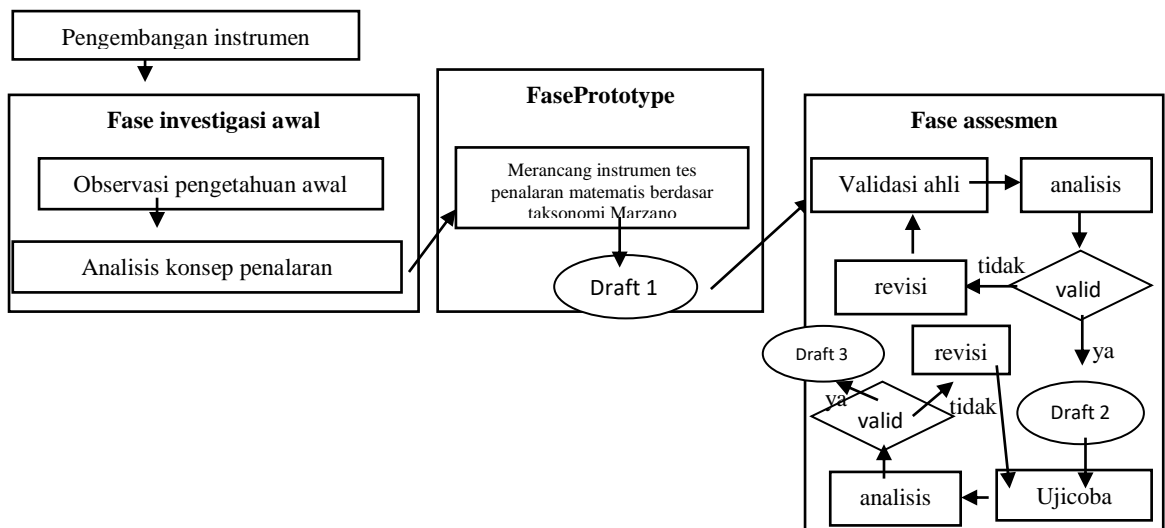 Pengembangan instrumen
Fase investigasi awal
Observasi pengetahuan awal
Analisis konsep penalaran
FasePrototype
Merancang instrumen tes
penalaran matematis berdasar
taksonomi Marzano
Draft 1
Fase assesmen
Validasi ahli
analisis
valid
tidak
revisi
ya
Draft 2
Ujicoba
analisis
valid
tidak
revisi
ya
Draft 3